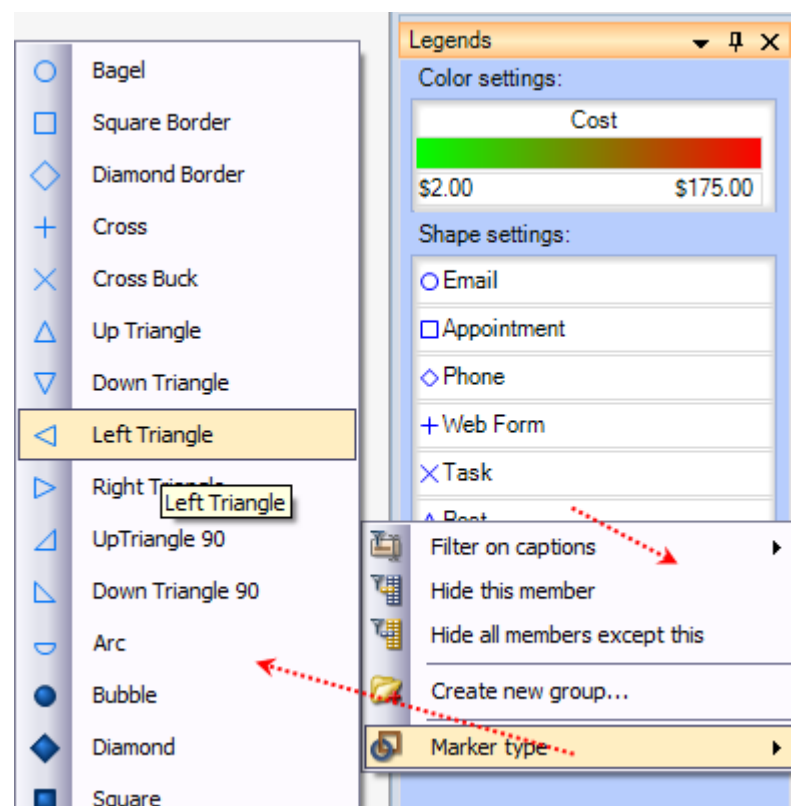 Bagel
Square Border
Diamond Border
Cross
Cross Buck
Up Triangle
Down Triangle
Left Triangle
Right
Left Triangle
UpTriangle 90
Down Triangle 90
Arc
Bubble
Diamond
Square
Legends
Color settings:
Cost
$2.00 $175.00
Shape settings:
Email
Appointment
Phone
Web Form
Task
Filter on captions
Hide this member
Hide all members except this
Create new group...
Marker type